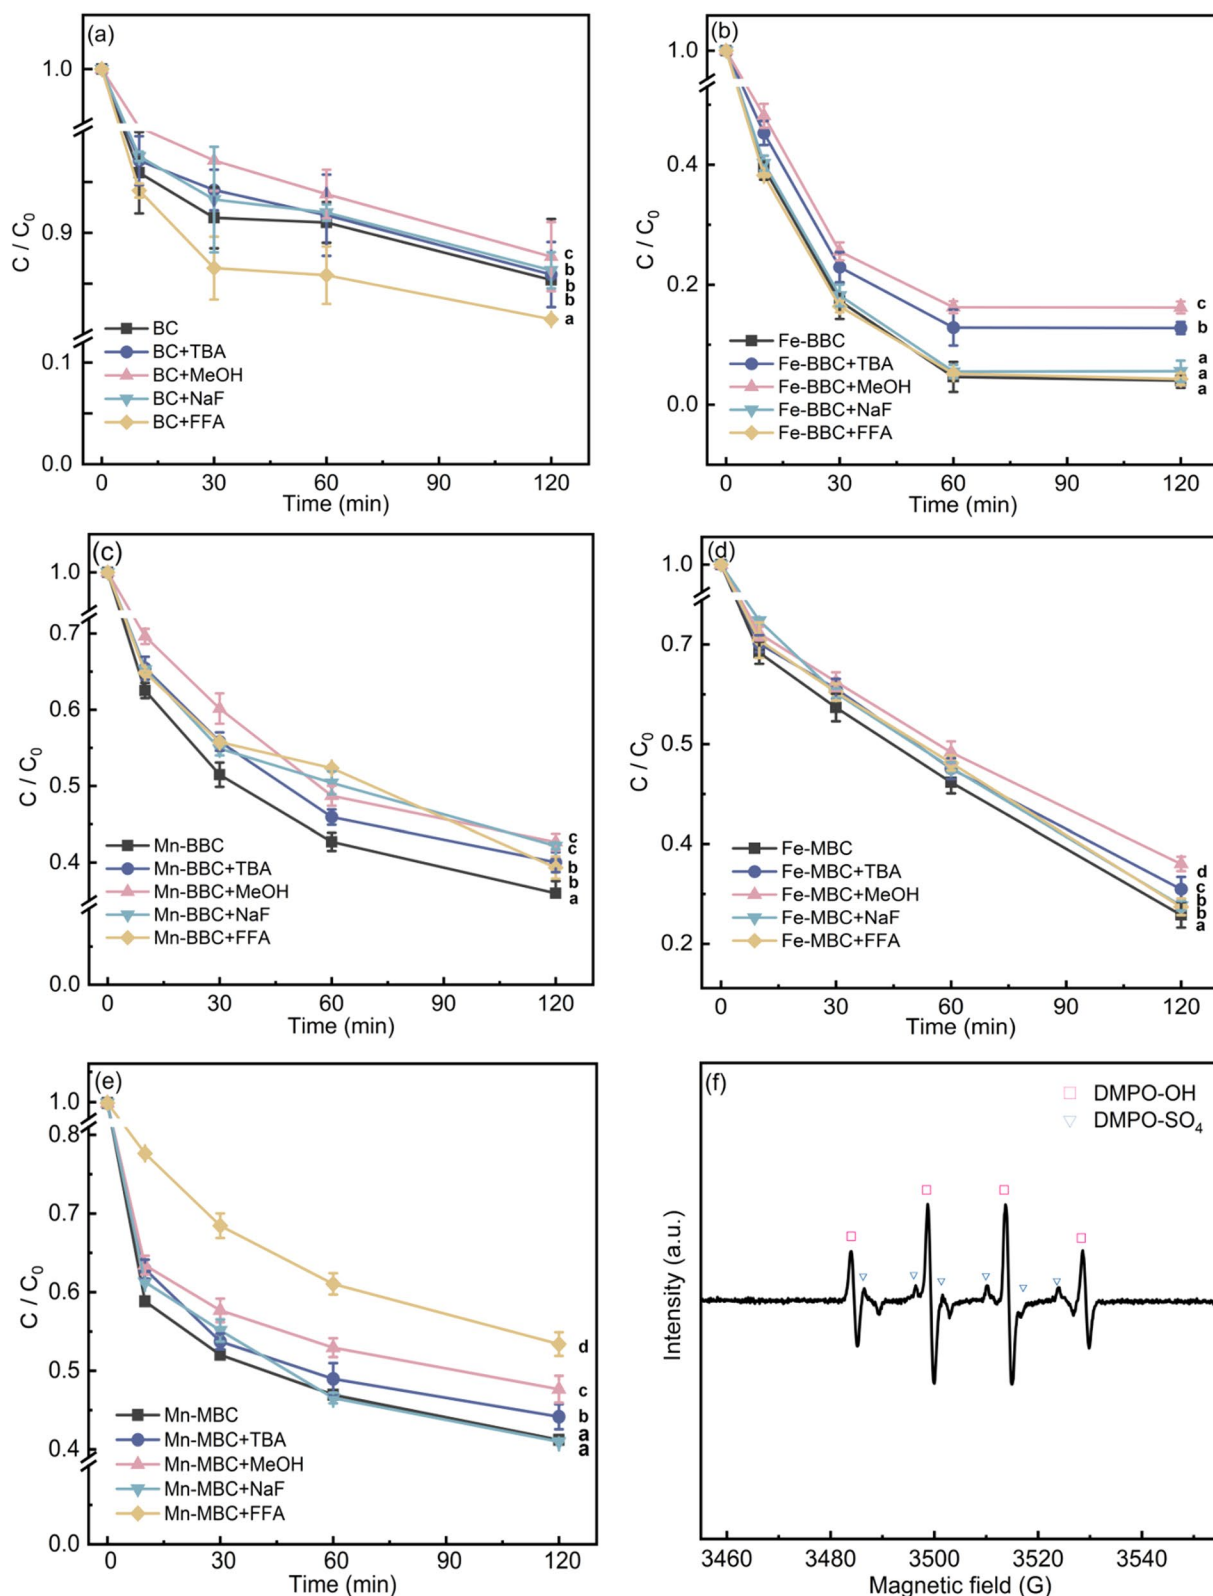 (a)
1.0
0.9
0.1
0.0
C / C0
BC
BC+TBA
BC+MeOH
BC+NaF
BC+FFA
c
b
b
b
a
0 30 60 90 120
Time (min)
(b)
1.0
0.4
0.2
0.0
C / C0
Fe-BBC
Fe-BBC+TBA
Fe-BBC+MeOH
Fe-BBC+NaF
Fe-BBC+FFA
c
b
a
a
a
0 30 60 90 120
Time (min)
(c)
1.0
0.7
0.6
0.5
0.4
0.0
C / C0
Mn-BBC
Mn-BBC+TBA
Mn-BBC+MeOH
Mn-BBC+NaF
Mn-BBC+FFA
c
c
b
b
a
0 30 60 90 120
Time (min)
(d)
1.0
0.7
0.5
0.4
0.2
C / C0
Fe-MBC
Fe-MBC+TBA
Fe-MBC+MeOH
Fe-MBC+NaF
Fe-MBC+FFA
d
c
b
b
a
0 30 60 90 120
Time (min)
(e)
1.0
0.8
0.7
0.6
0.5
0.4
0.0
C / C0
Mn-MBC
Mn-MBC+TBA
Mn-MBC+MeOH
Mn-MBC+NaF
Mn-MBC+FFA
d
c
b
a
a
0 30 60 90 120
Time (min)
(f)
DMPO-OH
DMPO-SO4
Intensity (a.u.)
3460 3480 3500 3520 3540
Magnetic field (G)